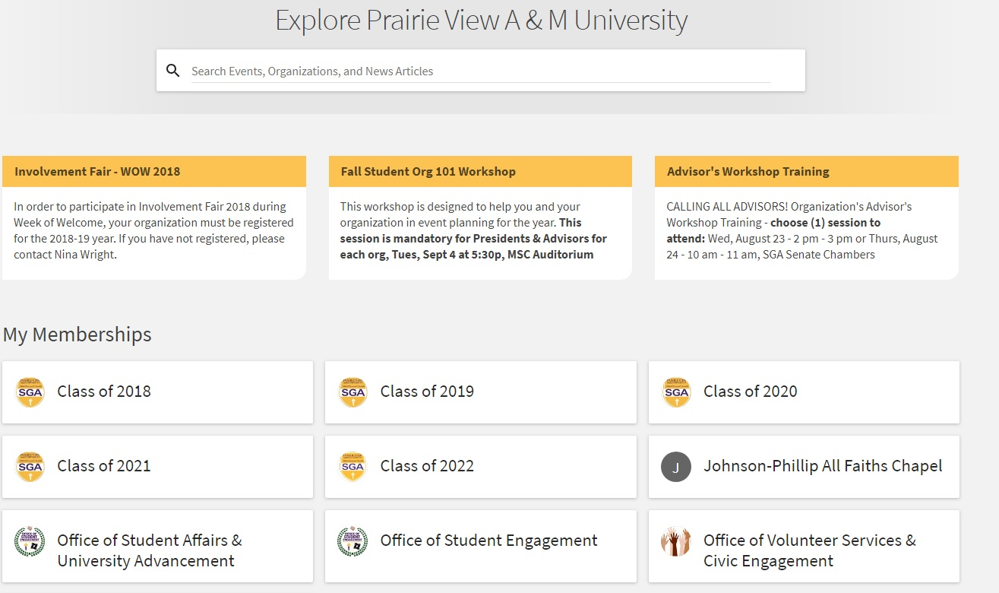 Explore Prairie View A & M University
Search Events, Organizations, and News Articles
Involvement Fair - WOW 2018
In order to participate in Involvement Fair 2018 during
Week of Welcome, your organization must be registered
for the 2018-19 year. If you have not registered, please
contact Nina Wright.
Fall Student Org 101 Workshop
This workshop is designed to help you and your
organization in event planning for the year. This
session is mandatory for Presidents & Advisors for
each org, Tues, Sept 4 at 5:30p, MSC Auditorium
Advisor's Workshop Training
CALLING ALL ADVISORS! Organization's Advisor's
Workshop Training - choose (1) session to
attend: Wed, August 23 - 2 pm - 3 pm or Thurs, August
24 - 10 am - 11 am, SGA Senate Chambers
My Memberships
SGA
Class of 2018
SGA
Class of 2019
SGA
Class of 2020
SGA
Class of 2021
SGA
Class of 2022
J
Johnson-Phillip All Faiths Chapel
OFFICE OF
STUDENT
ENGAGEMENT
Office of Student Affairs &
University Advancement
OFFICE OF
STUDENT
ENGAGEMENT
Office of Student Engagement
Office of Volunteer Services &
Civic Engagement